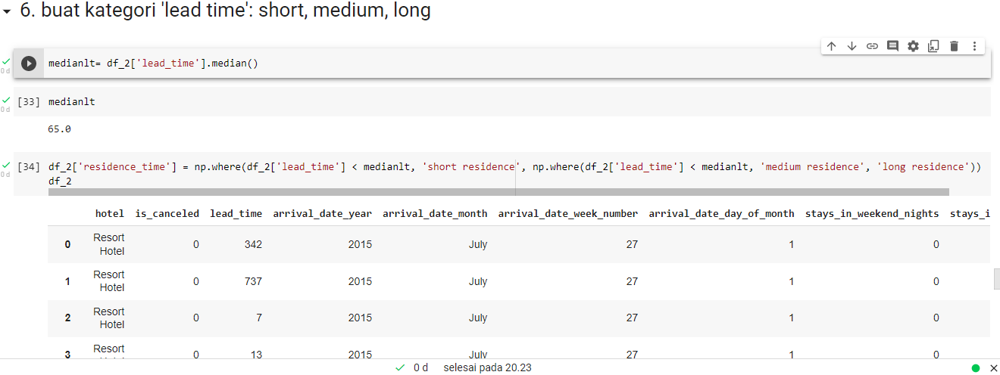 6. buat kategori 'lead time': short, medium, long
medianlt= df_2['lead_time'].median()
0 d
[33] medianlt
0 d
65.0
[34] df_2['residence_time'] = np.where(df_2['lead_time'] < medianlt, 'short residence', np.where(df_2['lead_time'] < medianlt, 'medium residence', 'long residence'))
0 d
df_2
hotel is_canceled lead_time arrival_date_year arrival_date_month arrival_date_week_number arrival_date_day_of_month stays_in_weekend_nights stays_i
0 Resort Hotel 0 342 2015 July 27 1 0
1 Resort Hotel 0 737 2015 July 27 1 0
2 Resort Hotel 0 7 2015 July 27 1 0
3 Resort Hotel 0 13 2015 July 27 1 0
0 d selesai pada 20.23